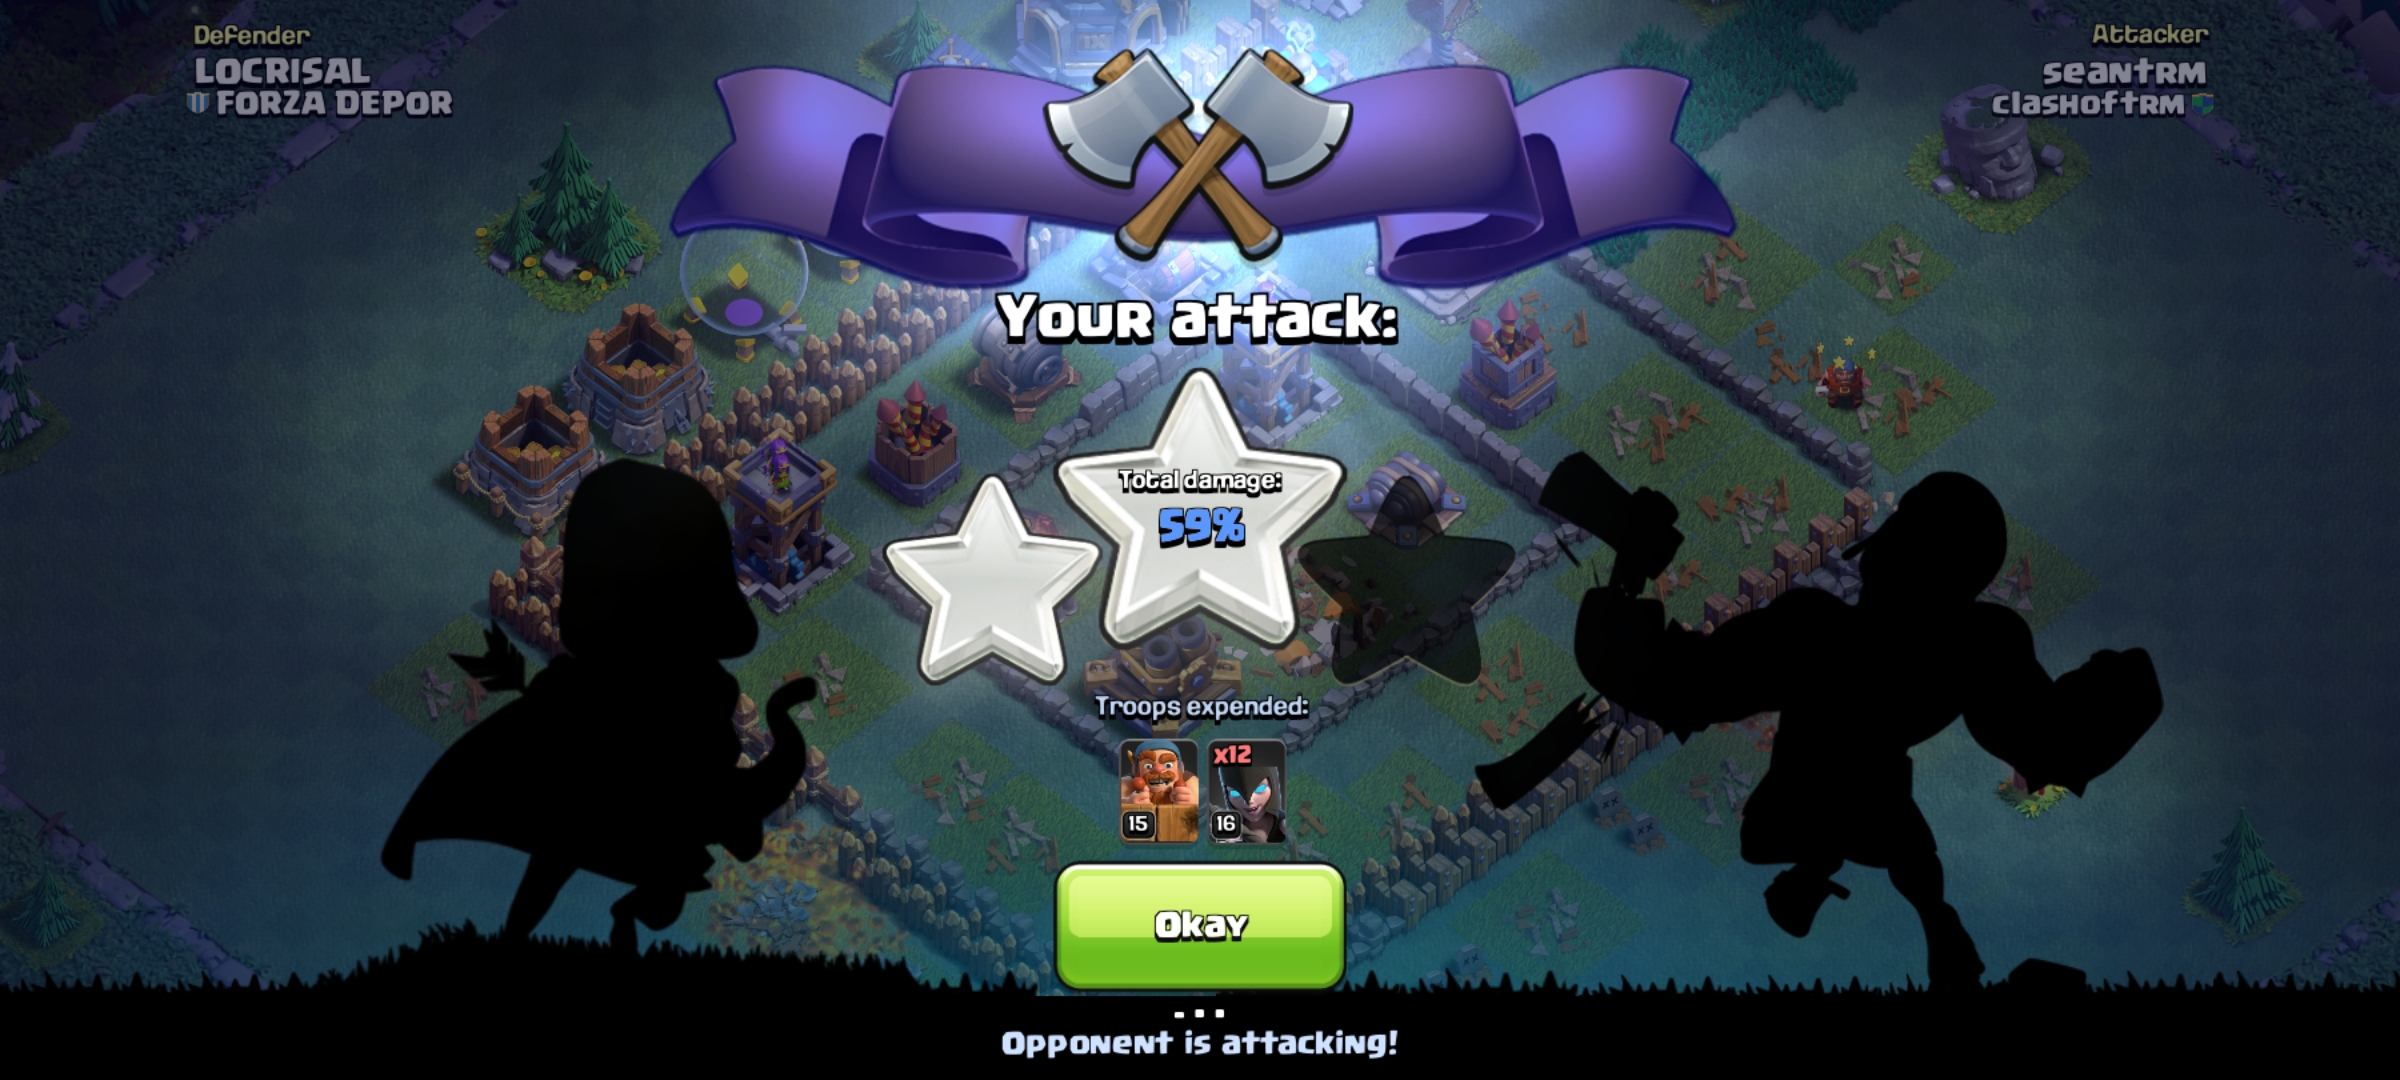 Defender
LOCRISAL
FORZA DEPOR
Attacker
seantRM
clashoftRM
Your attack:
Total damage:
59%
Troops expended:
x12
15
16
Okay
Opponent is attacking!